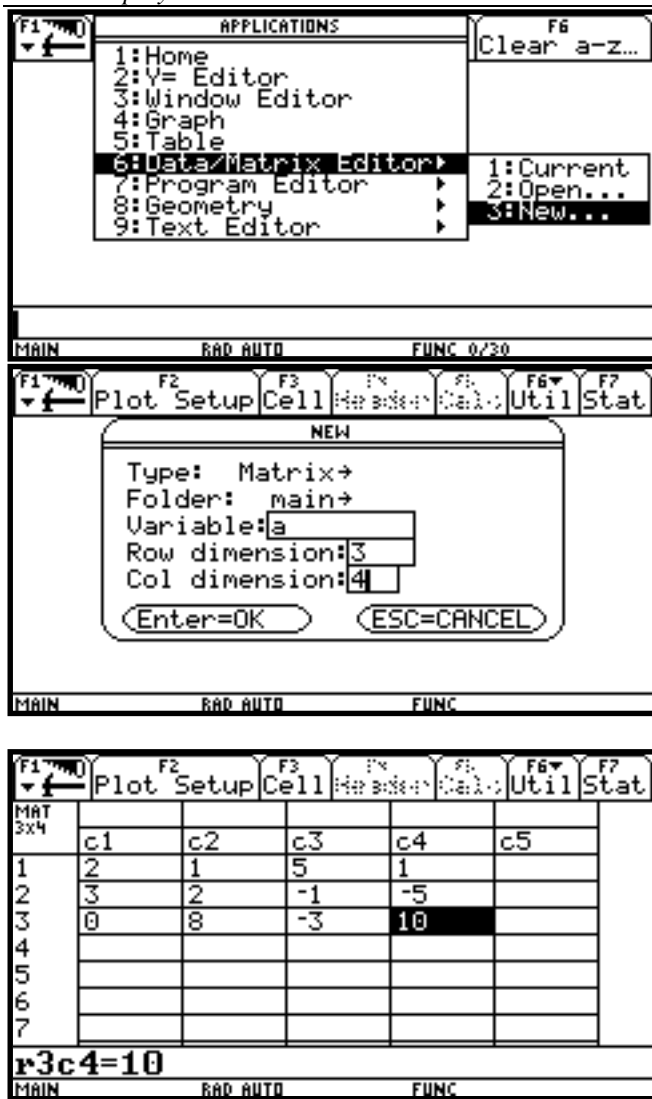 F1 APPLICATIONS F6
Clear a-z…
1:Home
2:Y= Editor
3:Window Editor
4:Graph
5:Table
6:Data/Matrix Editor
7:Program Editor
8:Geometry
9:Text Editor
1:Current
2:Open...
3:New...
MAIN RAD AUTO FUNC 0/30
F1 F2 F3 F6 F7
Plot Setup Cell Util Stat
NEW
Type: Matrix→
Folder: main→
Variable:a
Row dimension:3
Col dimension:4
Enter=OK ESC=CANCEL
MAIN RAD AUTO FUNC
F1 F2 F3 F6 F7
Plot Setup Cell Util Stat
MAT
3x4
c1 c2 c3 c4 c5
1 2 1 5 1
2 3 2 -1 -5
3 0 8 -3 10
4
5
6
7
r3c4=10
MAIN RAD AUTO FUNC